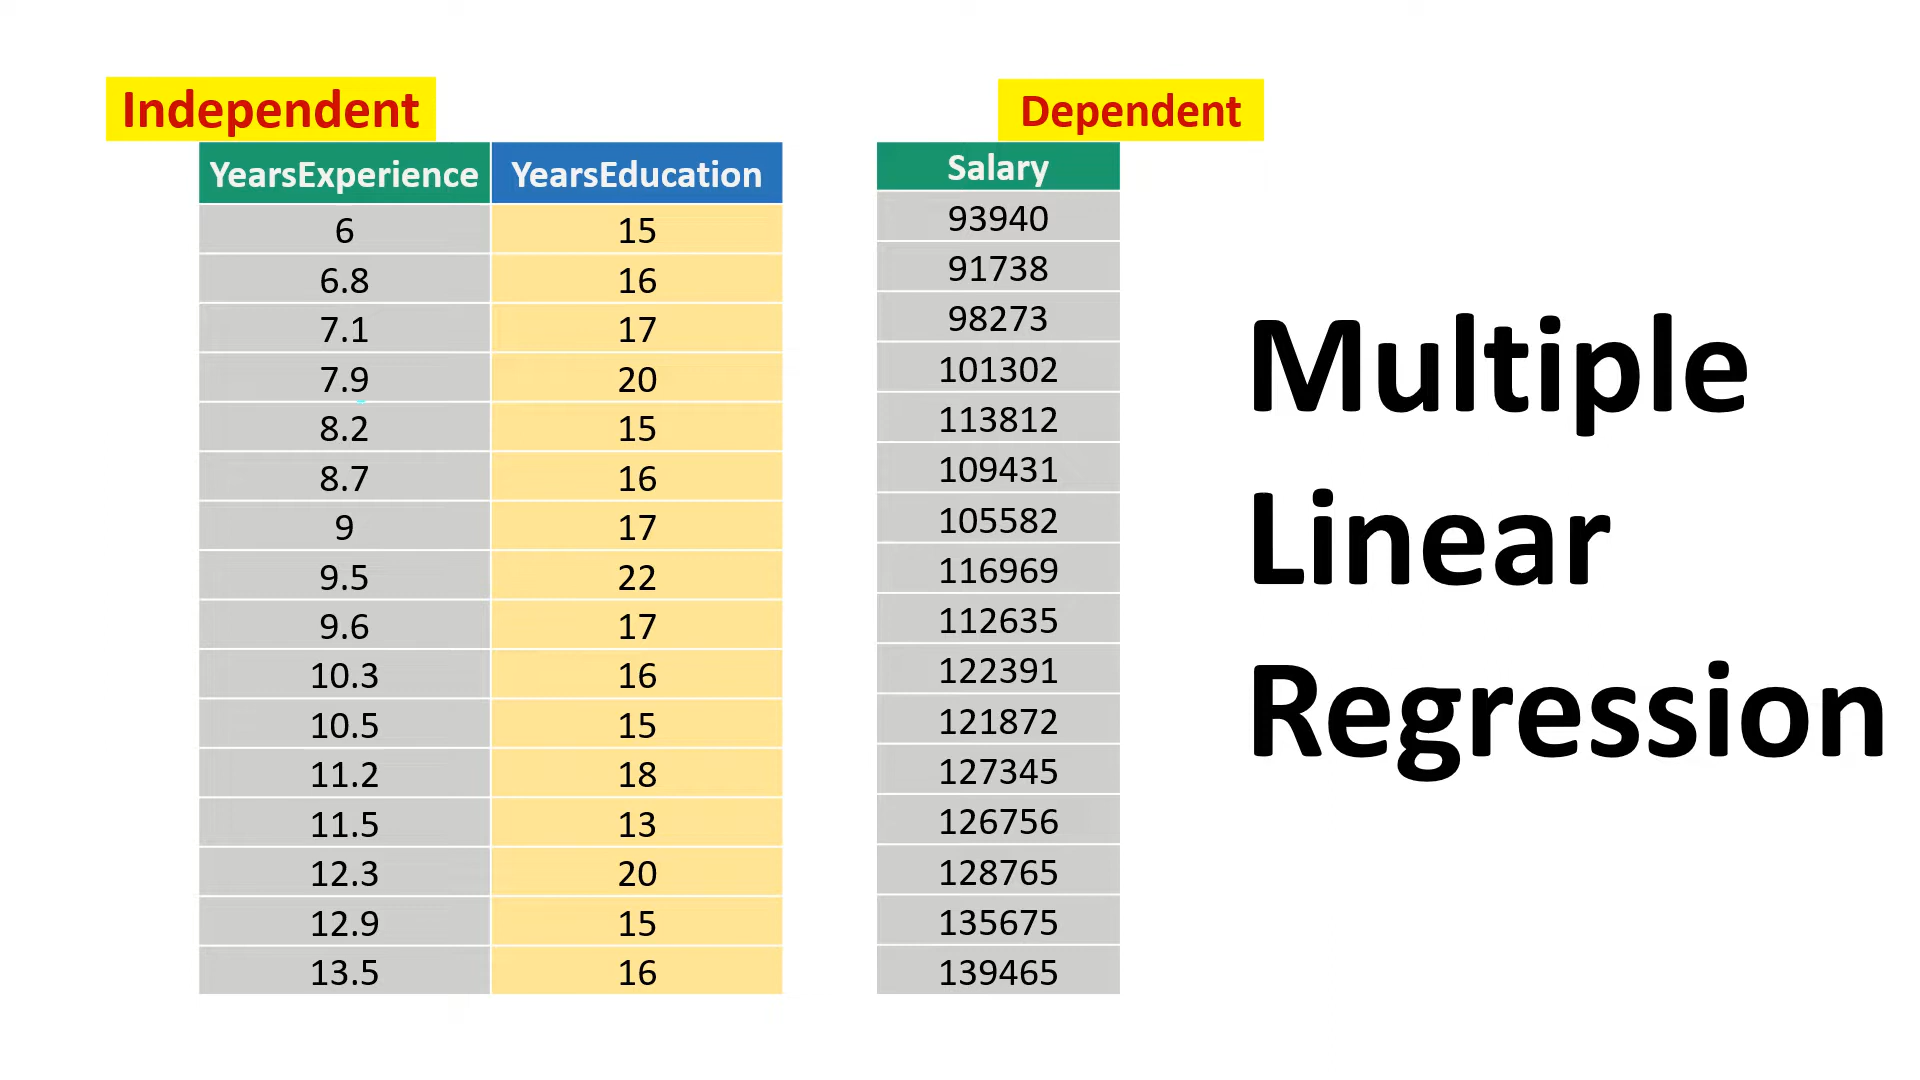 Independent
Dependent
YearsExperience YearsEducation Salary
6 15 93940
6.8 16 91738
7.1 17 98273
7.9 20 101302
8.2 15 113812
8.7 16 109431
9 17 105582
9.5 22 116969
9.6 17 112635
10.3 16 122391
10.5 15 121872
11.2 18 127345
11.5 13 126756
12.3 20 128765
12.9 15 135675
13.5 16 139465
Multiple
Linear
Regression